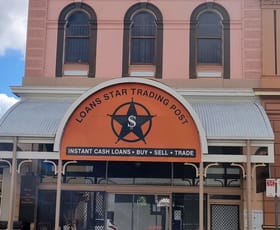 LOANS STAR TRADING POST
$
INSTANT CASH LOANS • BUY • SELL • TRADE